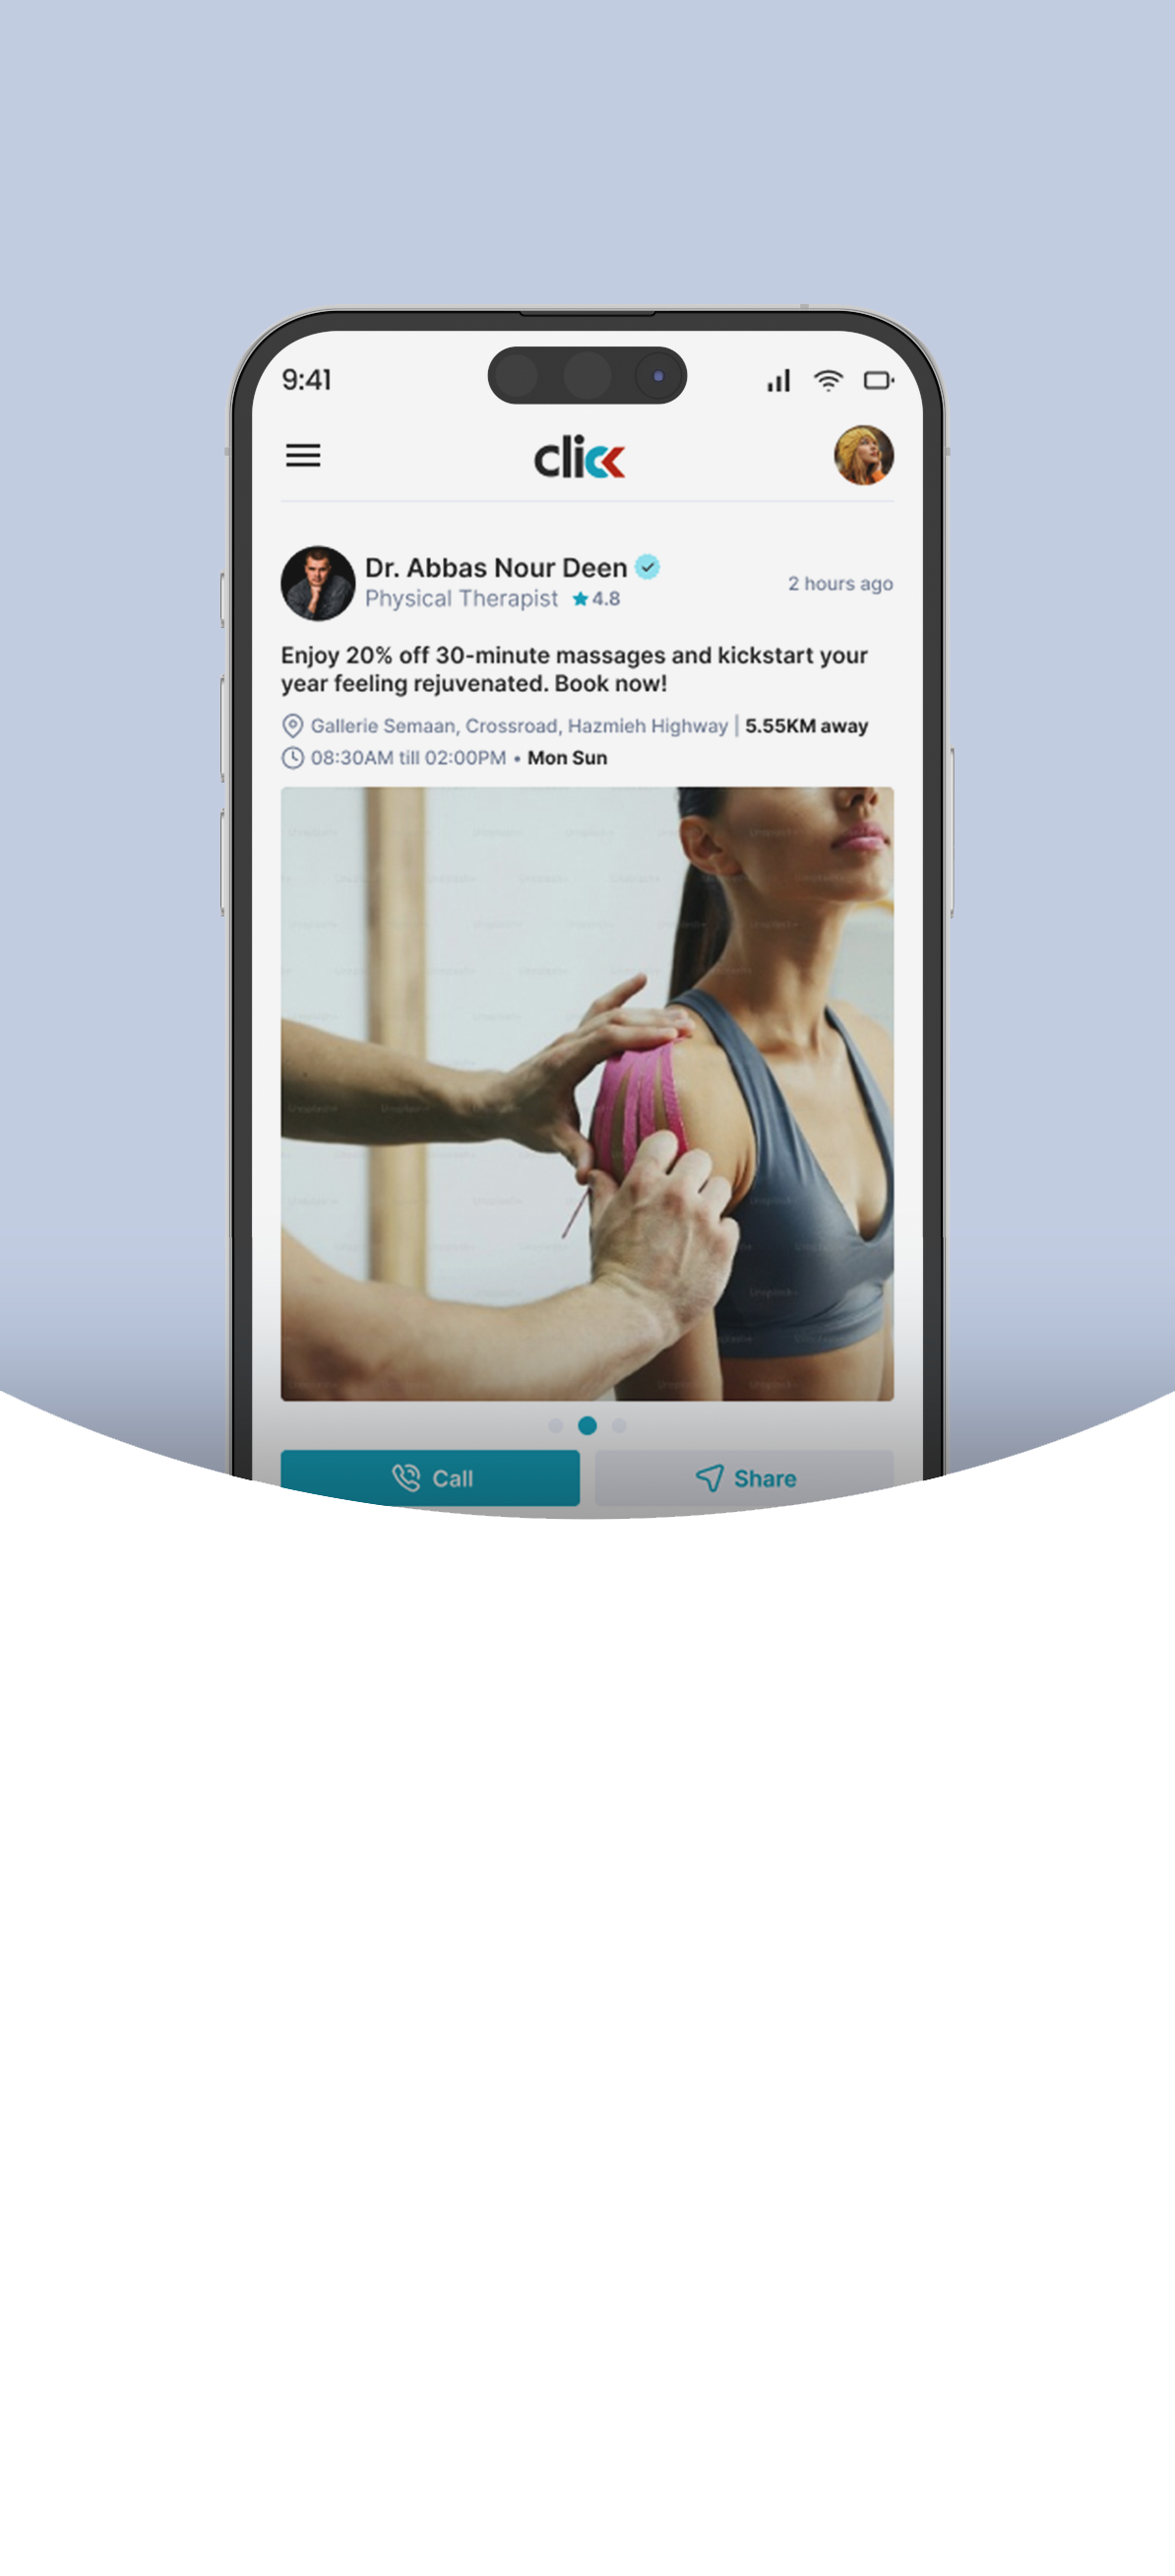 9:41
click
Dr. Abbas Nour Deen
Physical Therapist ★4.8
2 hours ago
Enjoy 20% off 30-minute massages and kickstart your
year feeling rejuvenated. Book now!
Gallerie Semaan, Crossroad, Hazmieh Highway | 5.55KM away
08:30AM till 02:00PM • Mon Sun
Unsplash+
Call
Share